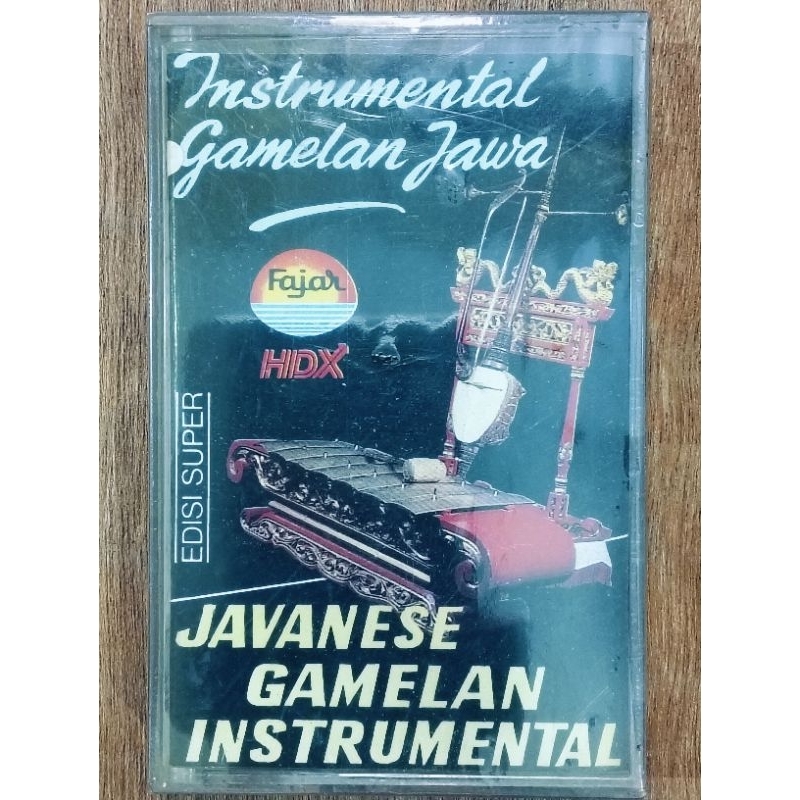 Instrumental
Gamelan Jawa
Fajar
HDX
EDISI SUPER
JAVANESE
GAMELAN
INSTRUMENTAL